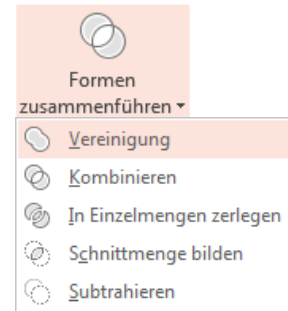 Formen
zusammenführen
Vereinigung
Kombinieren
In Einzelmengen zerlegen
Schnittmenge bilden
Subtrahieren